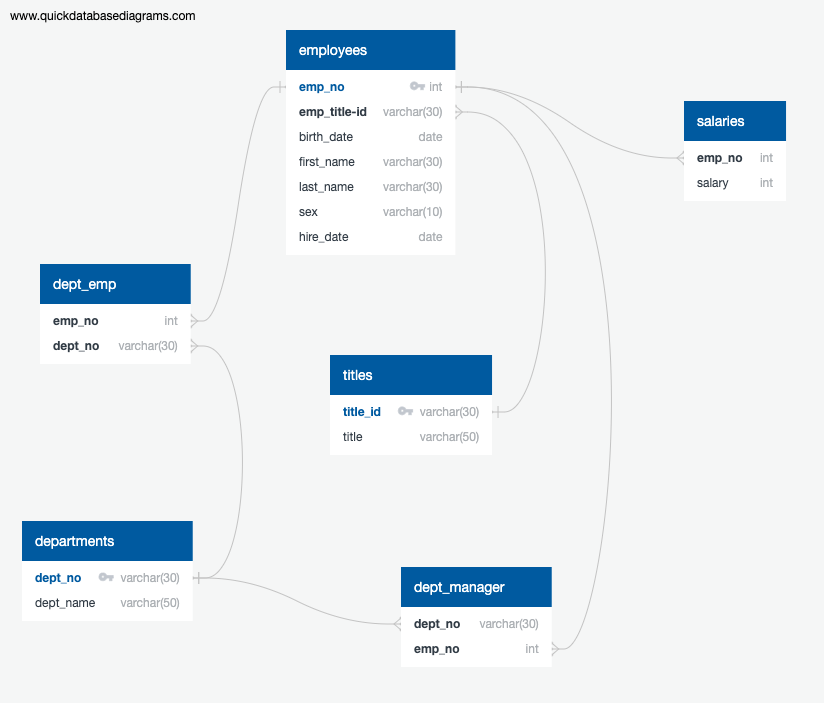 www.quickdatabasediagrams.com
employees
emp_no int
emp_title-id varchar(30)
birth_date date
first_name varchar(30)
last_name varchar(30)
sex varchar(10)
hire_date date
salaries
emp_no int
salary int
dept_emp
emp_no int
dept_no varchar(30)
titles
title_id varchar(30)
title varchar(50)
departments
dept_no varchar(30)
dept_name varchar(50)
dept_manager
dept_no varchar(30)
emp_no int